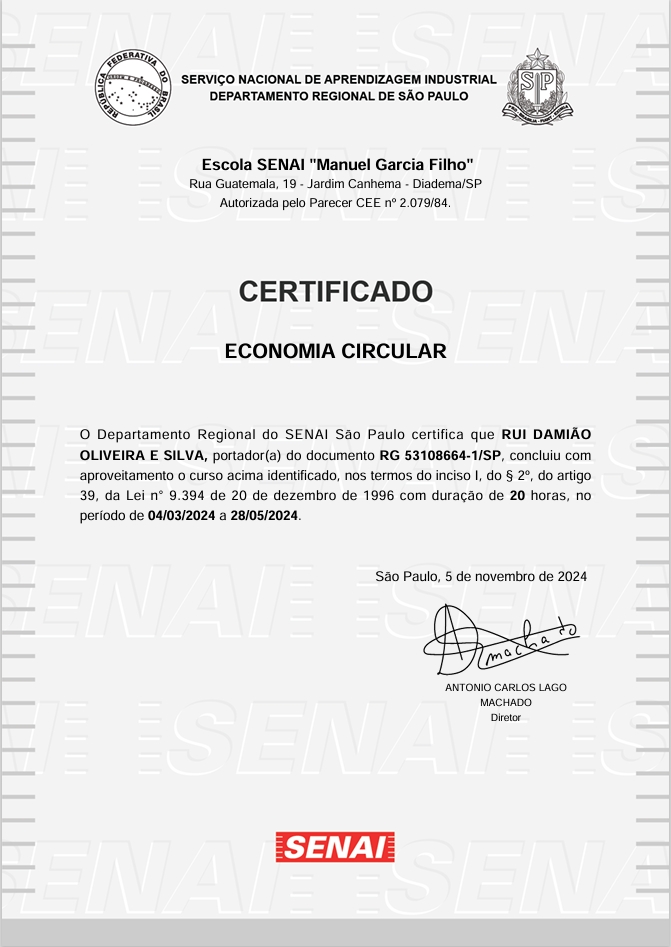 REPÚBLICA FEDERATIVA DO BRASIL
SERVIÇO NACIONAL DE APRENDIZAGEM INDUSTRIAL
DEPARTAMENTO REGIONAL DE SÃO PAULO
SP
Escola SENAI "Manuel Garcia Filho"
Rua Guatemala, 19 - Jardim Canhema - Diadema/SP
Autorizada pelo Parecer CEE nº 2.079/84.
CERTIFICADO
ECONOMIA CIRCULAR
O Departamento Regional do SENAI São Paulo certifica que RUI DAMIÃO
OLIVEIRA E SILVA, portador(a) do documento RG 53108664-1/SP, concluiu com
aproveitamento o curso acima identificado, nos termos do inciso I, do § 2º, do artigo
39, da Lei n° 9.394 de 20 de dezembro de 1996 com duração de 20 horas, no
período de 04/03/2024 a 28/05/2024.
São Paulo, 5 de novembro de 2024
Machado
ANTONIO CARLOS LAGO
MACHADO
Diretor
SENAI